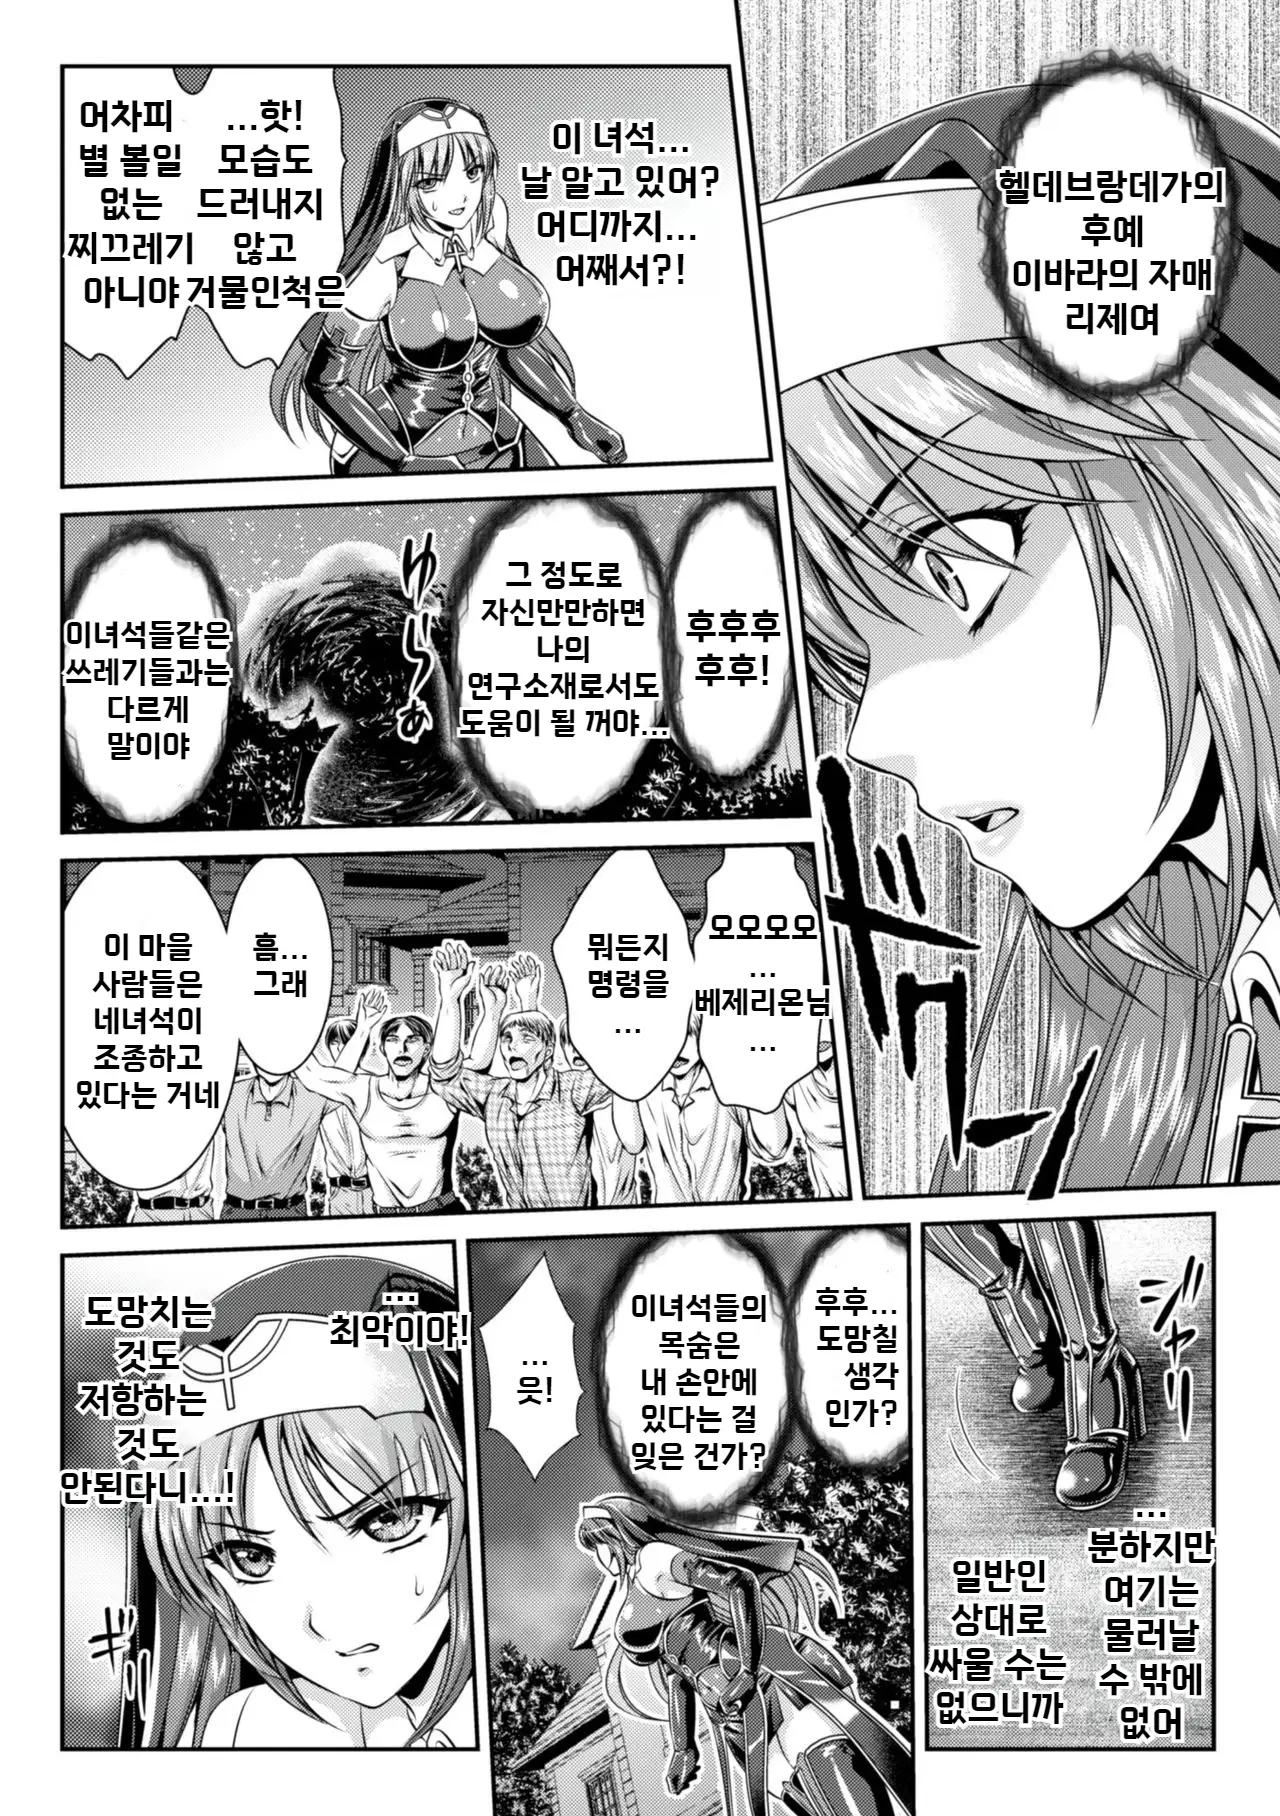 헬데브랑데가의
후예
이바라의 자매
리제여
ギクーッ
이 녀석...
날 알고 있어?
어디까지...
어째서?!
...핫!
모습도
드러내지
않고
거물인척은
어차피
별 볼일
없는
찌끄레기
아니야
후후후
후후!
그 정도로
자신만만하면
나의
연구소재로서도
도움이 될 꺼야...
ゆらぁ
이녀석들같은
쓰레기들과는
다르게
말이야
오오오오
...
베제리온님
...
뭐든지
명령을
...
흠...
그래
이 마을
사람들은
네녀석이
조종하고
있다는 거네
ジャリ
...
분하지만
여기는
물러날
수 밖에
없어
일반인
상대로
싸울 수는
없으니까
후후...
도망칠
생각
인가?
이녀석들의
목숨은
내 손안에
있다는 걸
잊은 건가?
...
읏!
...
최악이야!
도망치는
것도
저항하는
것도
안된다니...!
ギリ